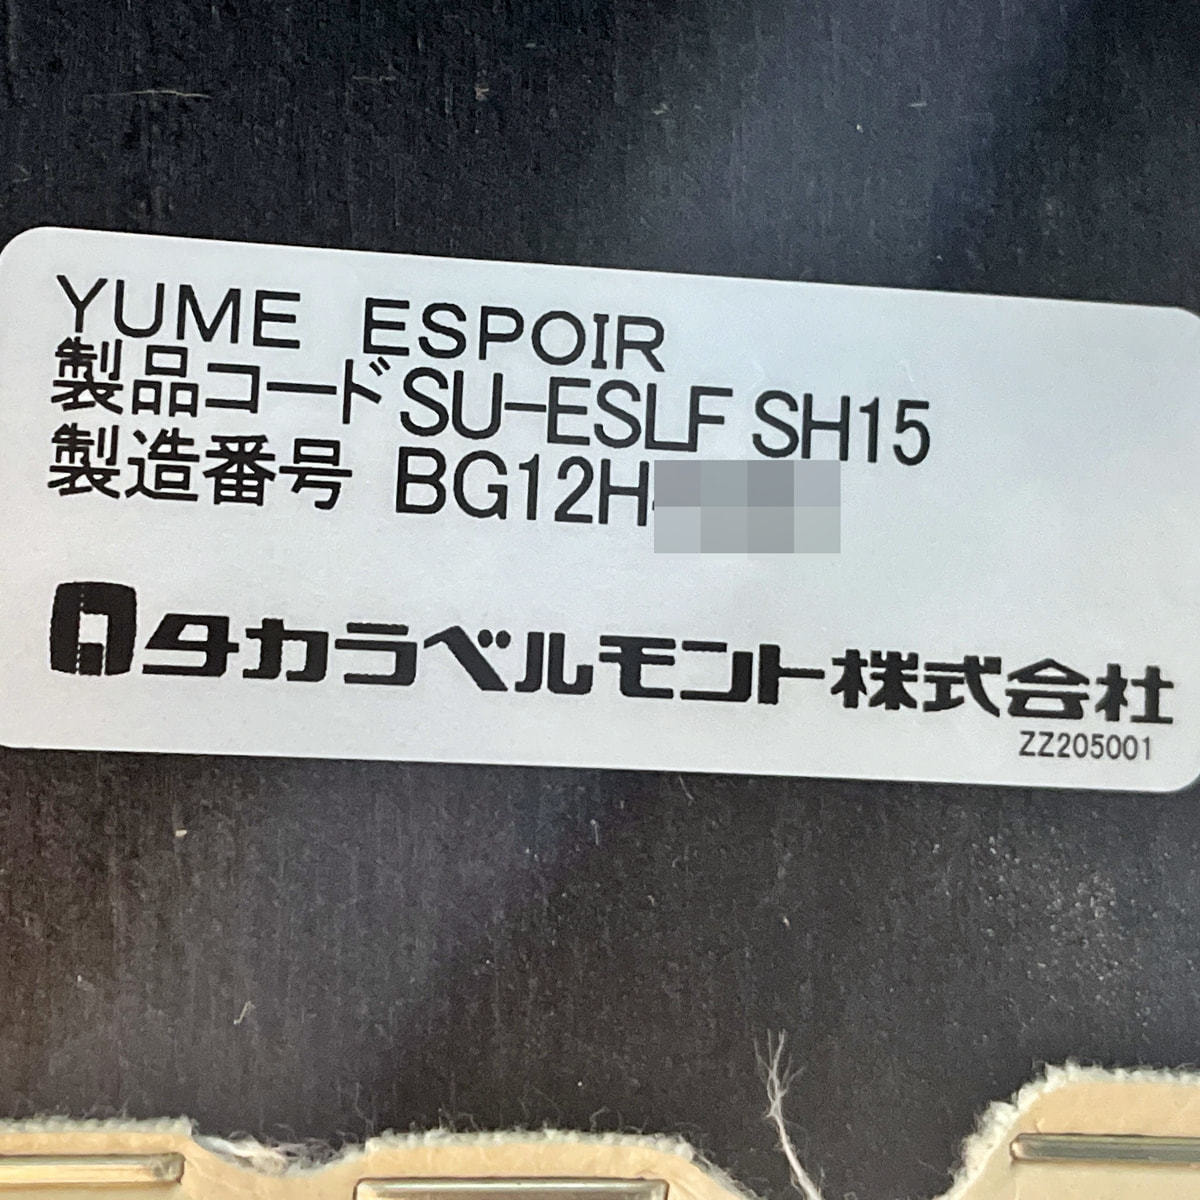 YUME ESPOIR
製品コード SU-ESLF SH15
製造番号 BG12H
タカラベルモント株式会社
ZZ205001